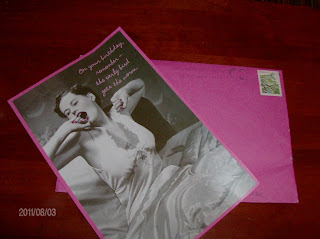 On your birthday,
remember –
the early bird
gets the worm.
2011/08/03